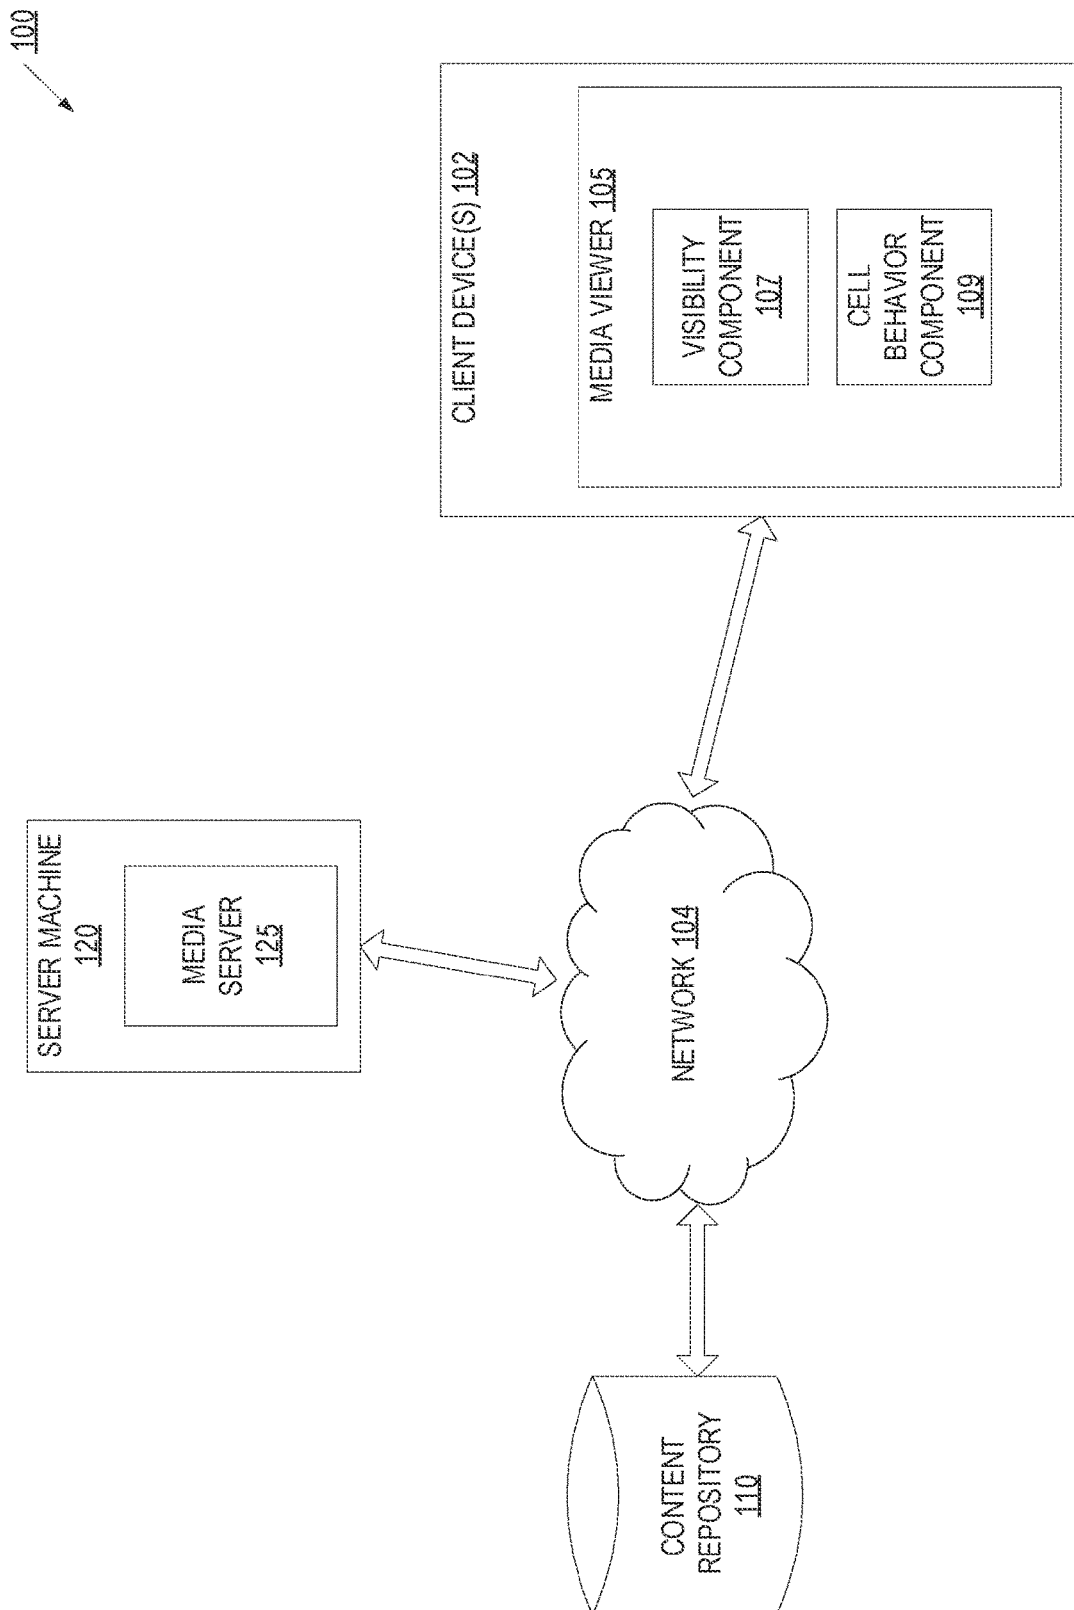 100
SERVER MACHINE
120
MEDIA
SERVER
125
CLIENT DEVICE(S) 102
MEDIA VIEWER 105
VISIBILITY
COMPONENT
107
CELL
BEHAVIOR
COMPONENT
109
NETWORK 104
CONTENT
REPOSITORY
110